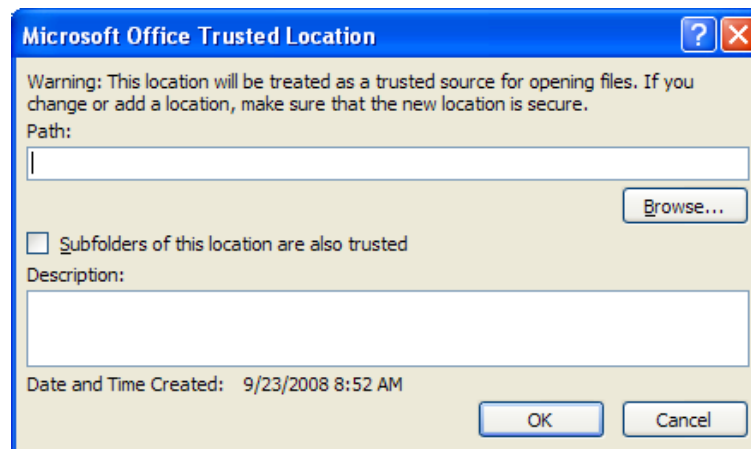 Microsoft Office Trusted Location
Warning: This location will be treated as a trusted source for opening files. If you
change or add a location, make sure that the new location is secure.
Path:
Browse...
Subfolders of this location are also trusted
Description:
Date and Time Created: 9/23/2008 8:52 AM
OK Cancel